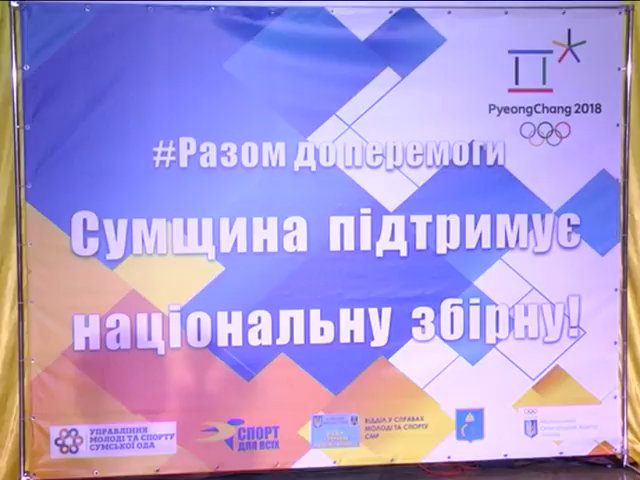 PyeongChang 2018
#Разом до перемоги
Сумщина підтримує
національну збірну!
УПРАВЛІННЯ
МОЛОДІ ТА СПОРТУ
СУМСЬКОЇ ОДА
СПОРТ
ДЛЯ ВСІХ
ВІДДІЛ У СПРАВАХ
МОЛОДІ ТА СПОРТУ
СМР